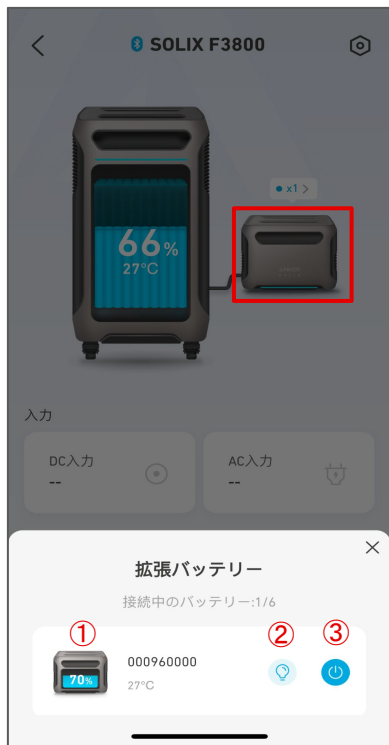 SOLIX F3800
x1 >
66%
27°C
入力
DC入力
--
AC入力
--
拡張バッテリー
接続中のバッテリー:1/6
① ② ③
70%
000960000
27°C